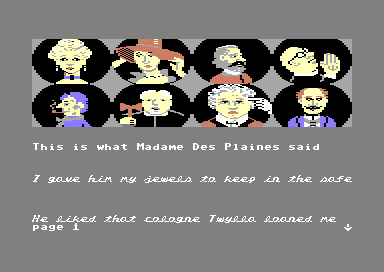 This is what Madame Des Plaines said
I gave him my jewels to keep in the safe
He liked that cologne Twylla loaned me
page 1